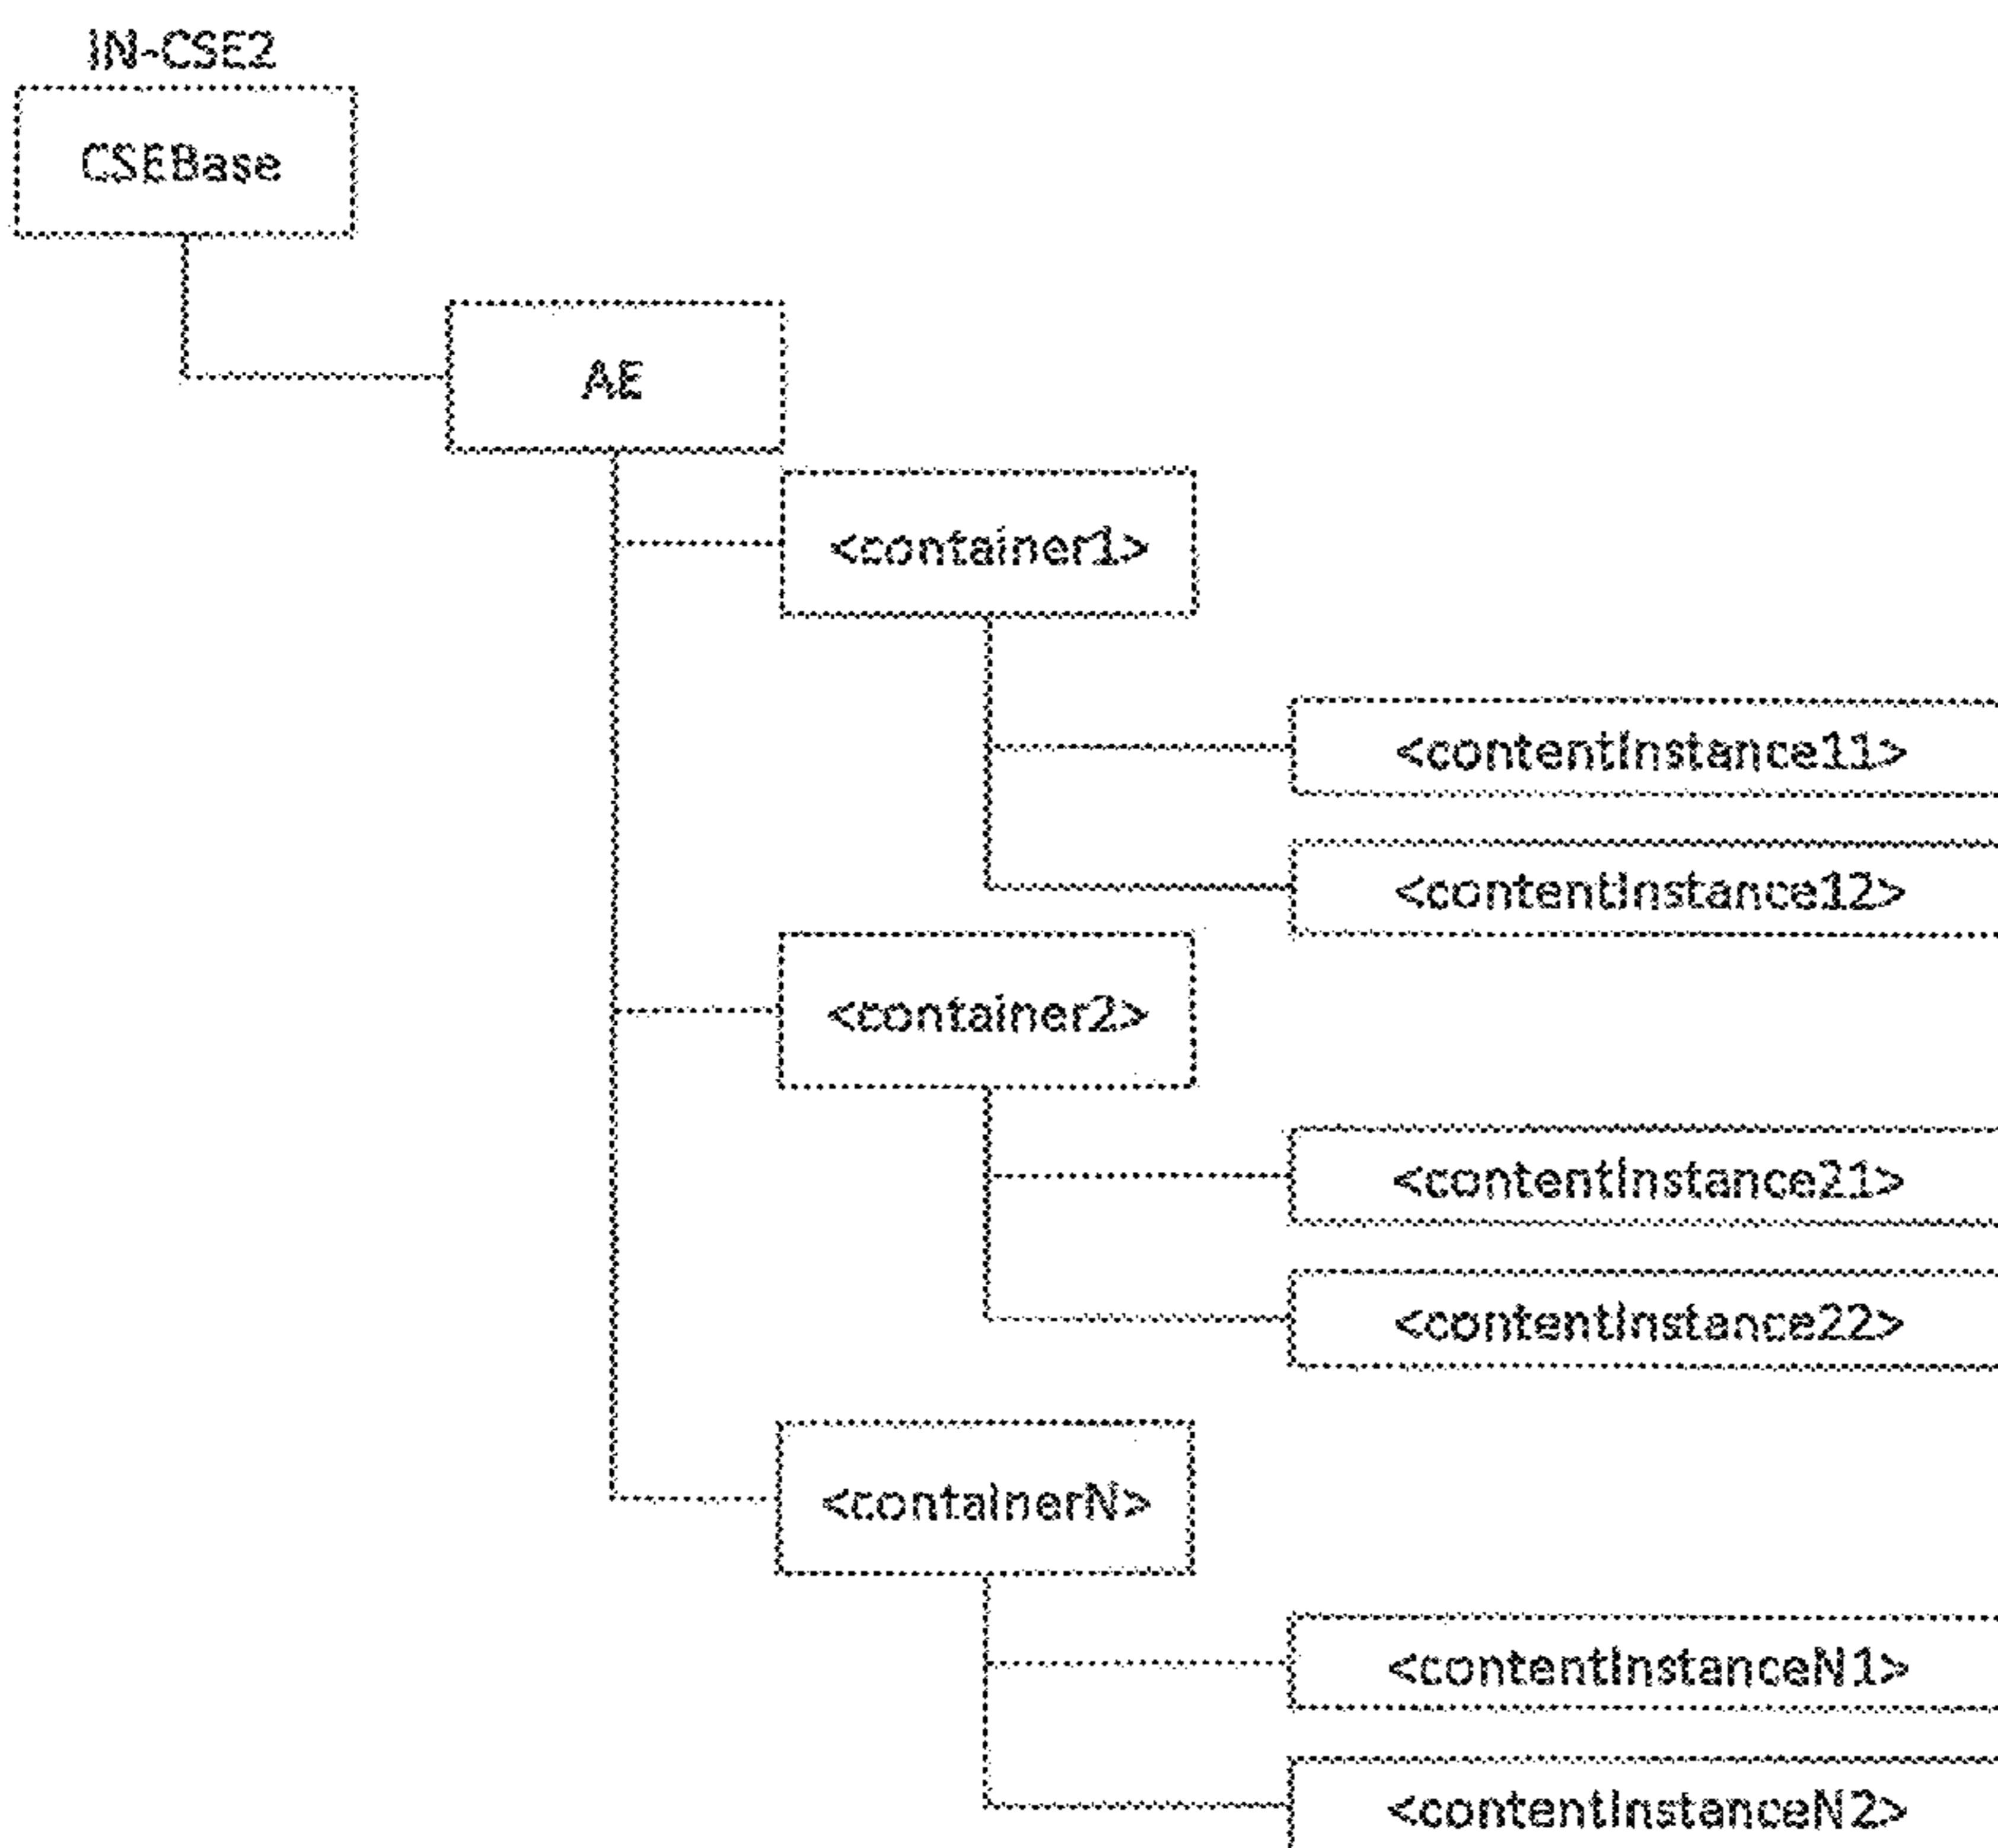 IN-CSE2
CSEBase
AE
<container1>
<contentInstance11>
<contentInstance12>
<container2>
<contentInstance21>
<contentInstance22>
<containerN>
<contentInstanceN1>
<contentInstanceN2>